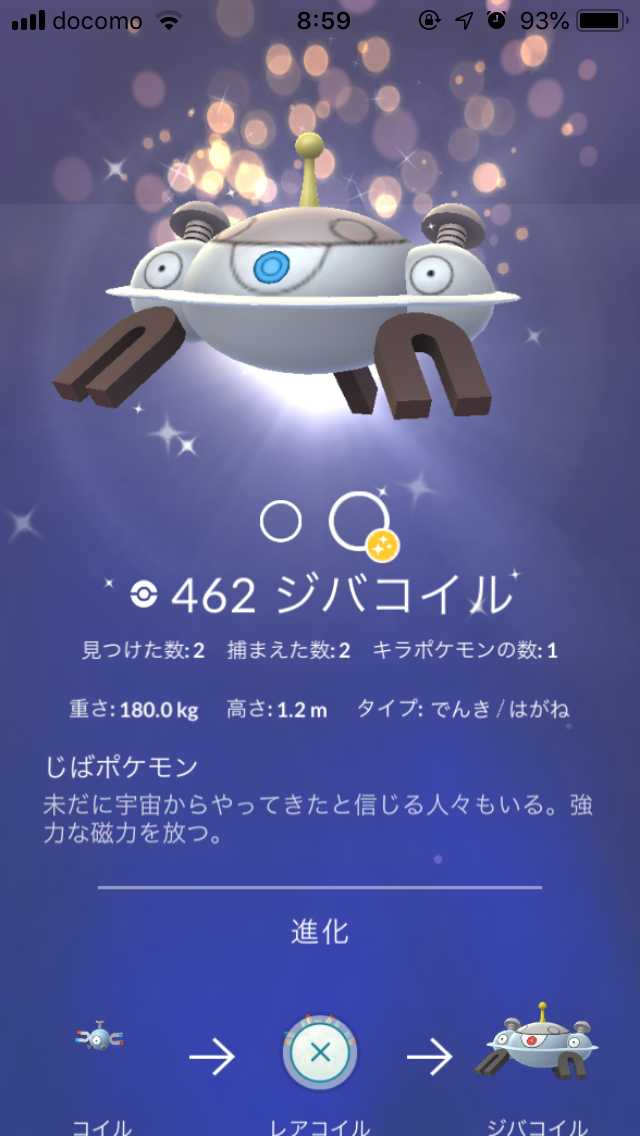 docomo 8:59 93%
462 ジバコイル
見つけた数: 2 捕まえた数: 2 キラポケモンの数: 1
重さ: 180.0 kg 高さ: 1.2 m タイプ: でんき / はがね
じばポケモン
未だに宇宙からやってきたと信じる人々もいる。強
力な磁力を放つ。
進化
コイル レアコイル ジバコイル